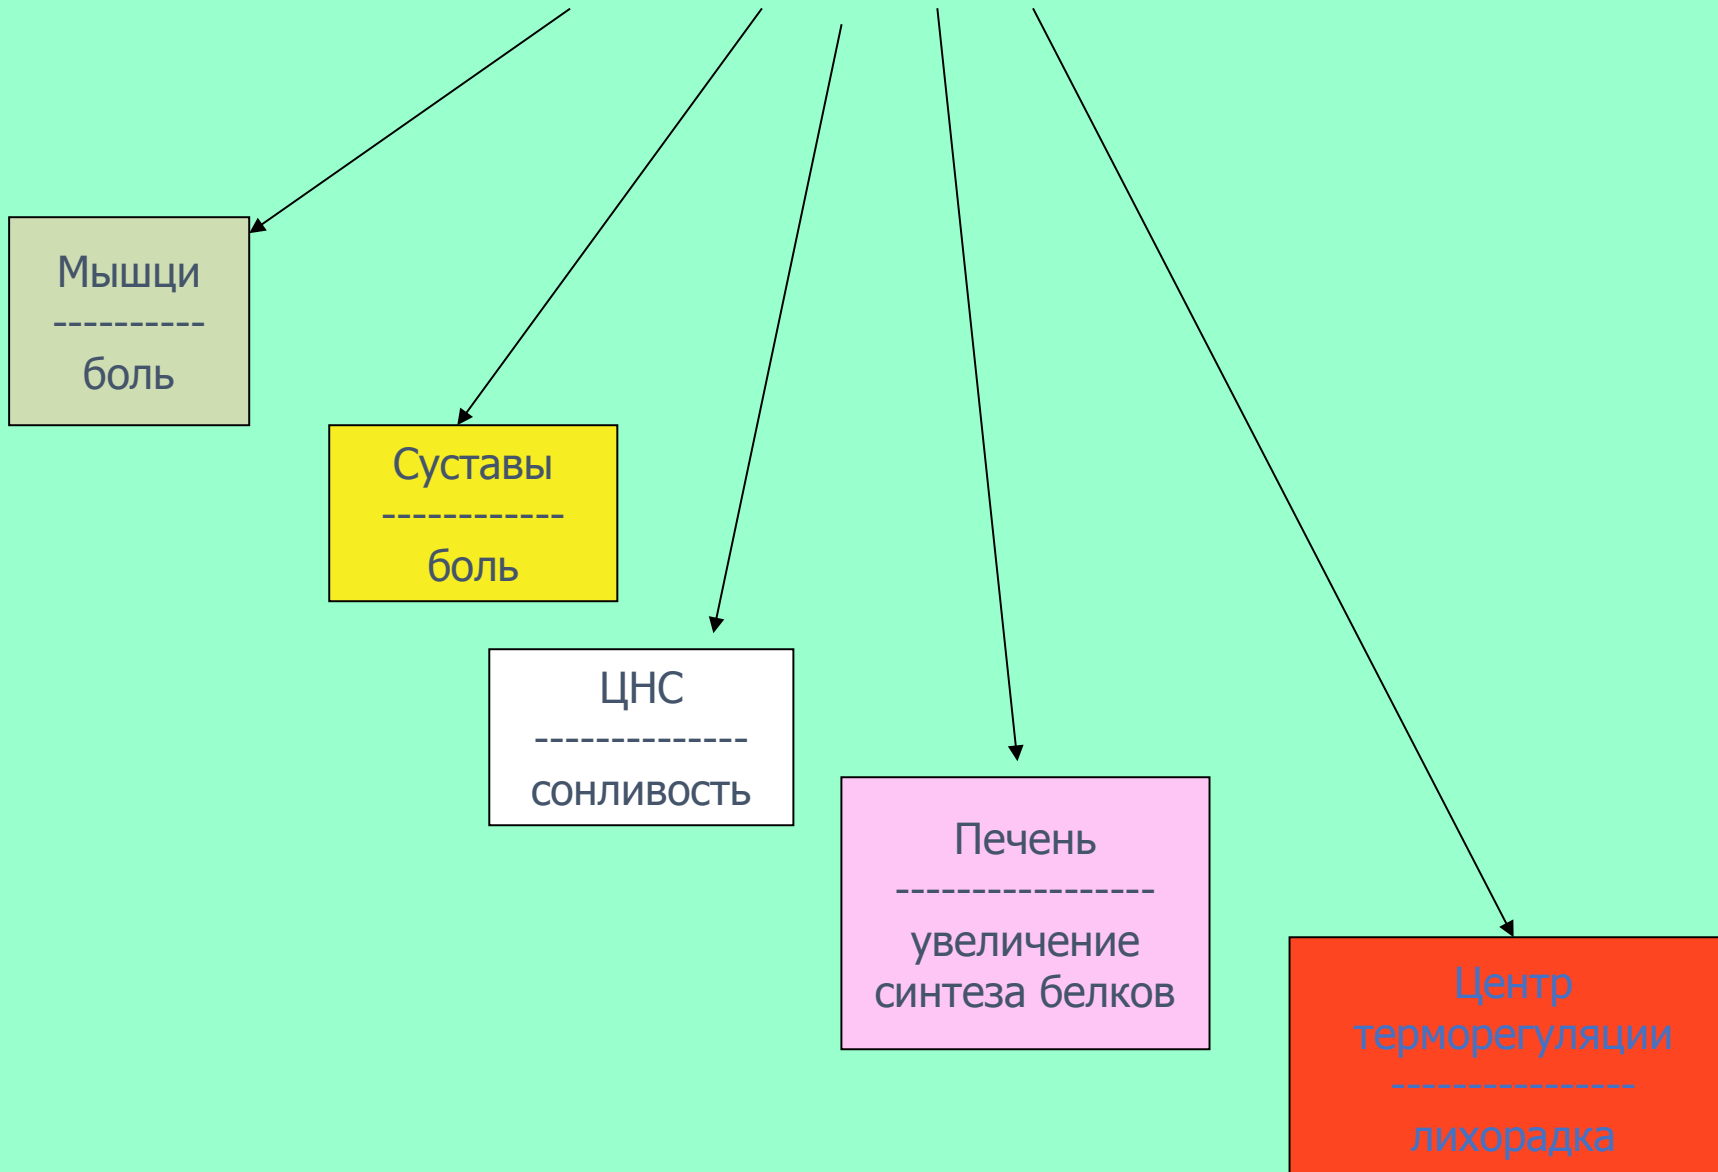 Мышци
----------
боль
Суставы
------------
боль
ЦНС
--------------
сонливость
Печень
-----------------
увеличение
синтеза белков
Центр
терморегуляции
----------------
лихорадка